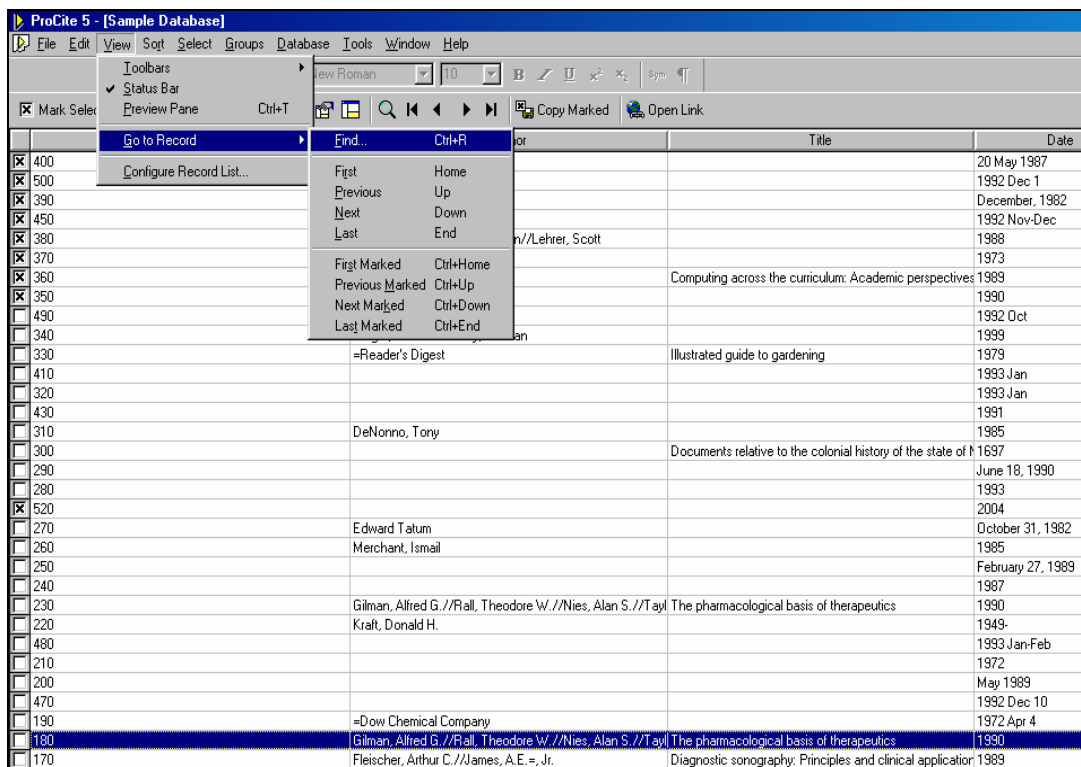 ProCite 5 - [Sample Database]
File Edit View Sort Select Groups Database Tools Window Help
Toolbars
New Roman 10 B I U x² x₂ Sym ¶
Status Bar
Preview Pane Ctrl+T
Mark Selec Copy Marked Open Link
Go to Record Find... Ctrl+R Title Date
400 20 May 1987
Configure Record List... First Home
500 1992 Dec 1
390 Previous Up December, 1982
450 Next Down 1992 Nov-Dec
380 Last End n//Lehrer, Scott 1988
370 1973
First Marked Ctrl+Home
360 Computing across the curriculum: Academic perspectives 1989
Previous Marked Ctrl+Up
350 1990
490 Next Marked Ctrl+Down 1992 Oct
Last Marked Ctrl+End
340 an 1999
330 =Reader's Digest Illustrated guide to gardening 1979
410 1993 Jan
320 1993 Jan
430 1991
310 DeNonno, Tony 1985
300 Documents relative to the colonial history of the state of N 1697
290 June 18, 1990
280 1993
520 2004
270 Edward Tatum October 31, 1982
260 Merchant, Ismail 1985
250 February 27, 1989
240 1987
230 Gilman, Alfred G.//Rall, Theodore W.//Nies, Alan S.//Tayl The pharmacological basis of therapeutics 1990
220 Kraft, Donald H. 1949-
480 1993 Jan-Feb
210 1972
200 May 1989
470 1992 Dec 10
190 =Dow Chemical Company 1972 Apr 4
180 Gilman, Alfred G.//Rall, Theodore W.//Nies, Alan S.//Tayl The pharmacological basis of therapeutics 1990
170 Fleischer, Arthur C.//James, A.E.=, Jr. Diagnostic sonography: Principles and clinical application 1989